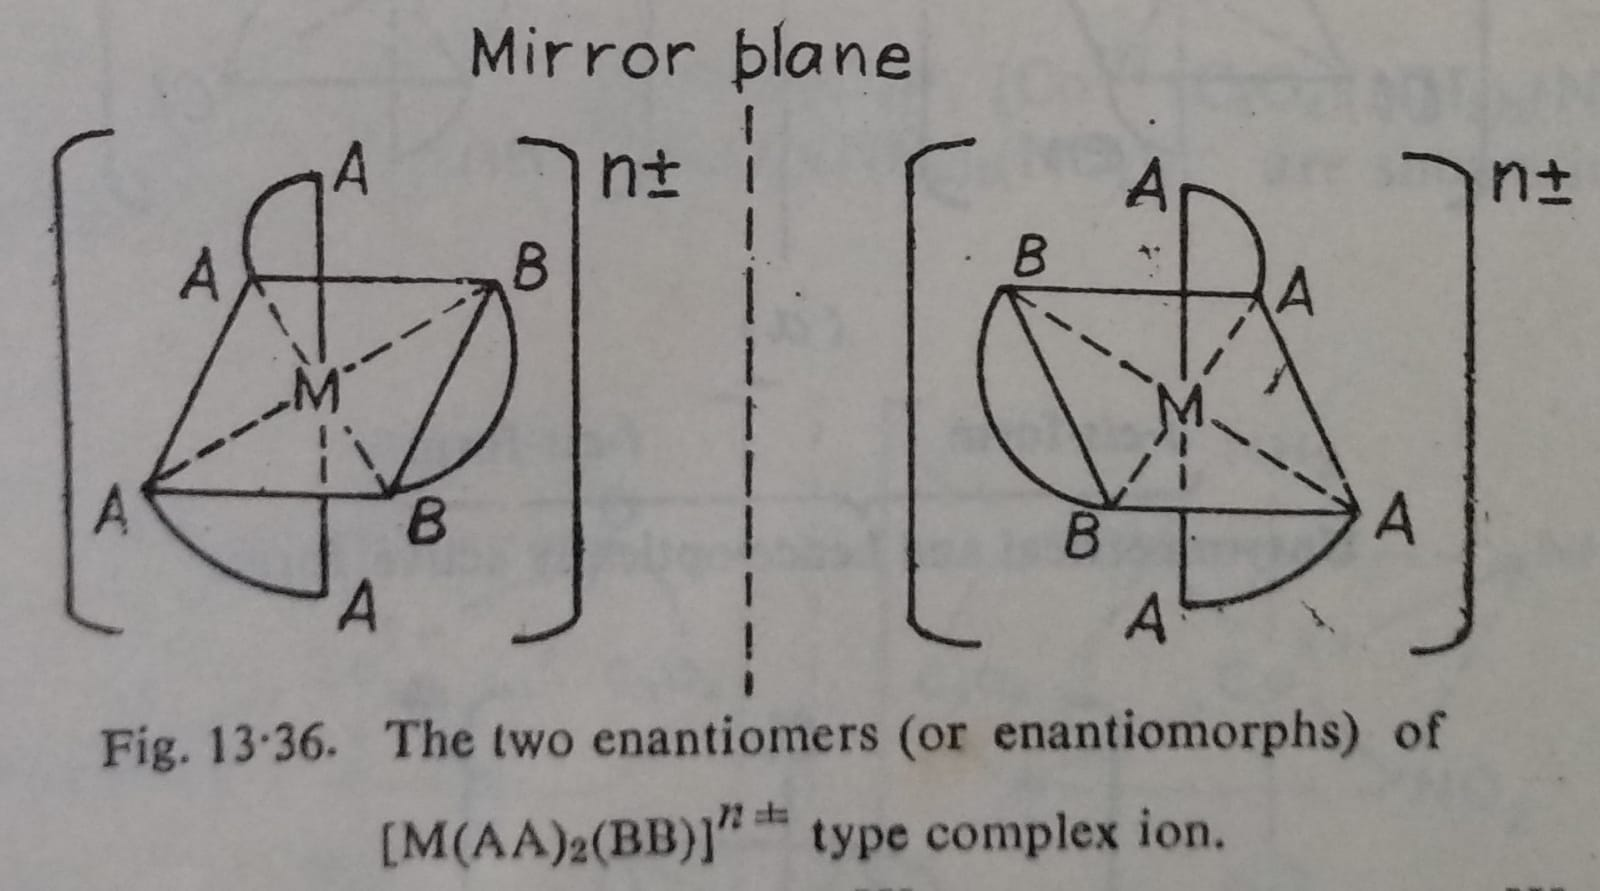 Mirror plane
A
A
B
M
A
B
A
n±
A
B
A
M
B
A
A
n±
Fig. 13·36. The two enantiomers (or enantiomorphs) of
[M(AA)₂(BB)]ⁿ± type complex ion.